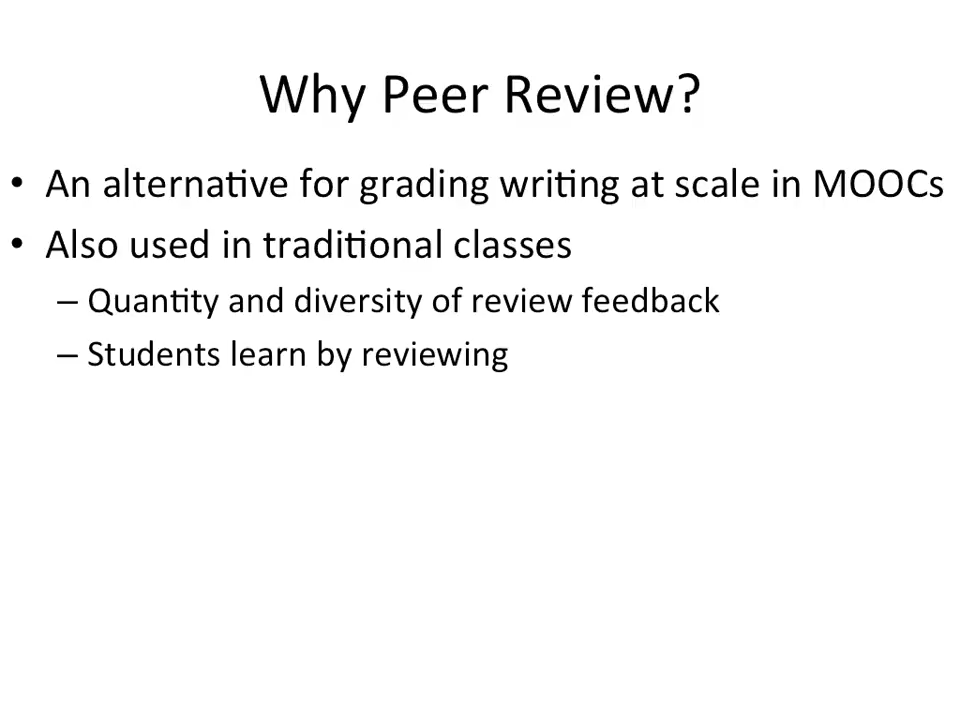 Why Peer Review?
• An alternative for grading writing at scale in MOOCs
• Also used in traditional classes
– Quantity and diversity of review feedback
– Students learn by reviewing